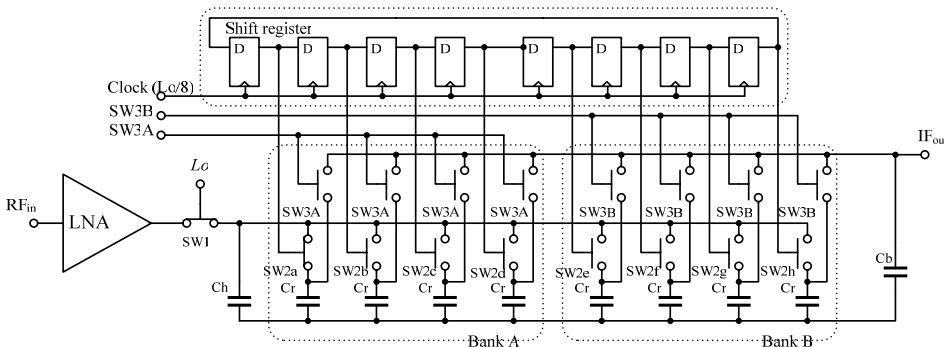 Shift register
D D D D D D D D
Clock (Lo/8)
SW3B
SW3A
IFou
Lo
RFin
LNA
SW1
SW3A SW3A SW3A SW3A SW3B SW3B SW3B SW3B
SW2a SW2b SW2c SW2d SW2e SW2f SW2g SW2h
Ch Cr Cr Cr Cr Cr Cr Cr Cr Cb
Bank A Bank B